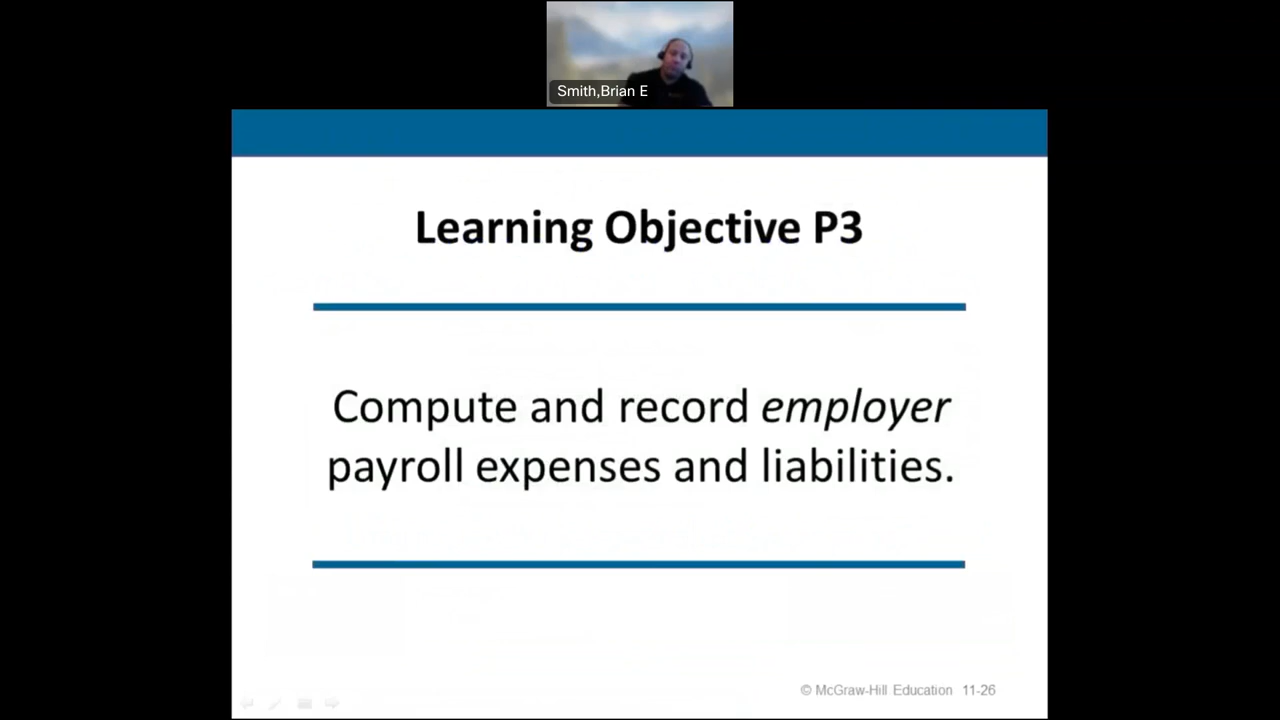 Smith,Brian E
Learning Objective P3
Compute and record employer
payroll expenses and liabilities.
© McGraw-Hill Education 11-26